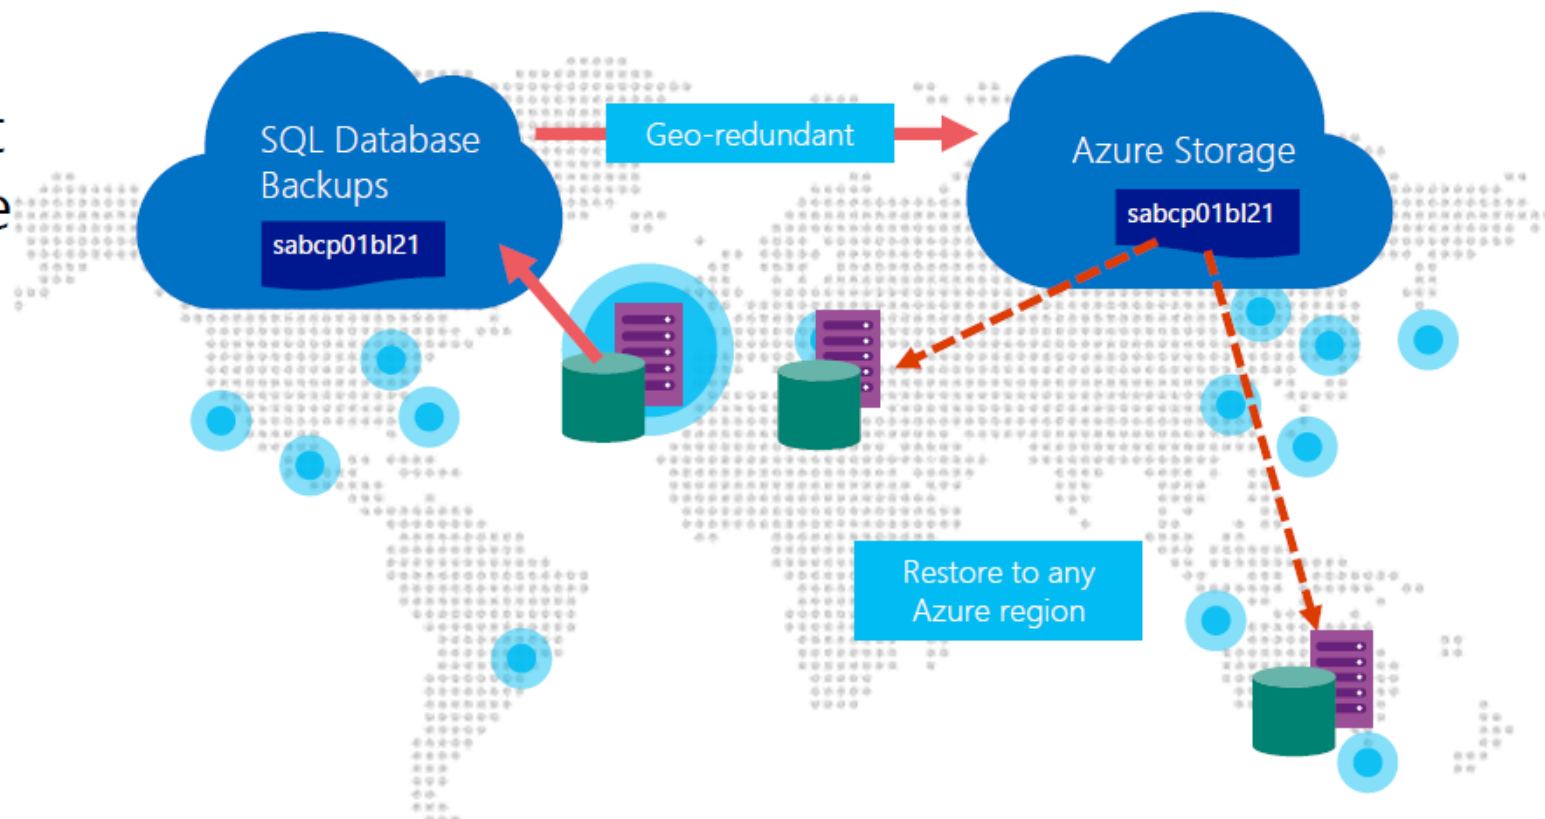 SQL Database
Backups
sabcp01bl21
Geo-redundant
Azure Storage
sabcp01bl21
Restore to any
Azure region